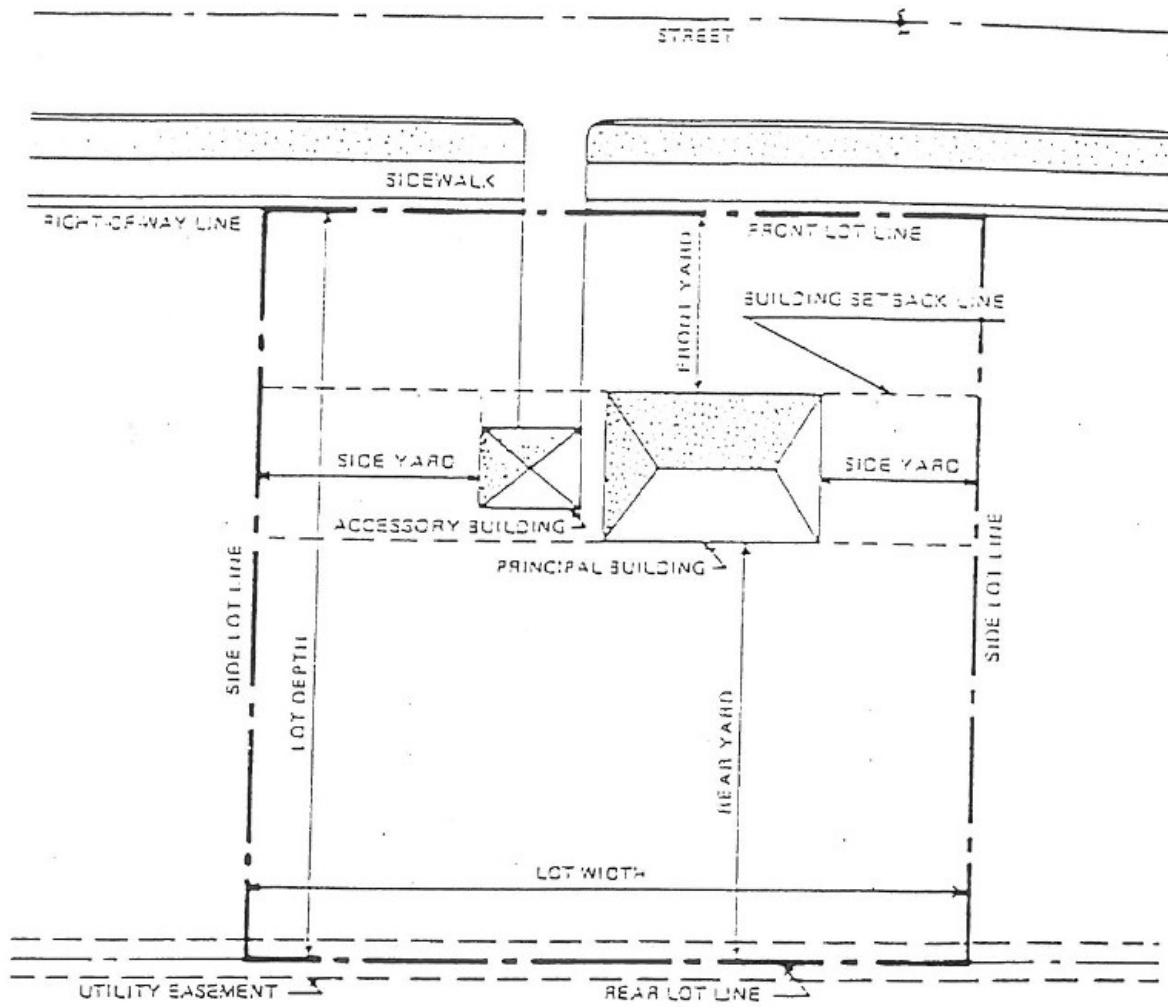 STREET
SIDEWALK
RIGHT-OF-WAY LINE
FRONT LOT LINE
FRONT YARD
BUILDING SETBACK LINE
SIDE YARD
SIDE YARD
ACCESSORY BUILDING
PRINCIPAL BUILDING
SIDE LOT LINE
LOT DEPTH
REAR YARD
SIDE LOT LINE
LOT WIDTH
UTILITY EASEMENT
REAR LOT LINE